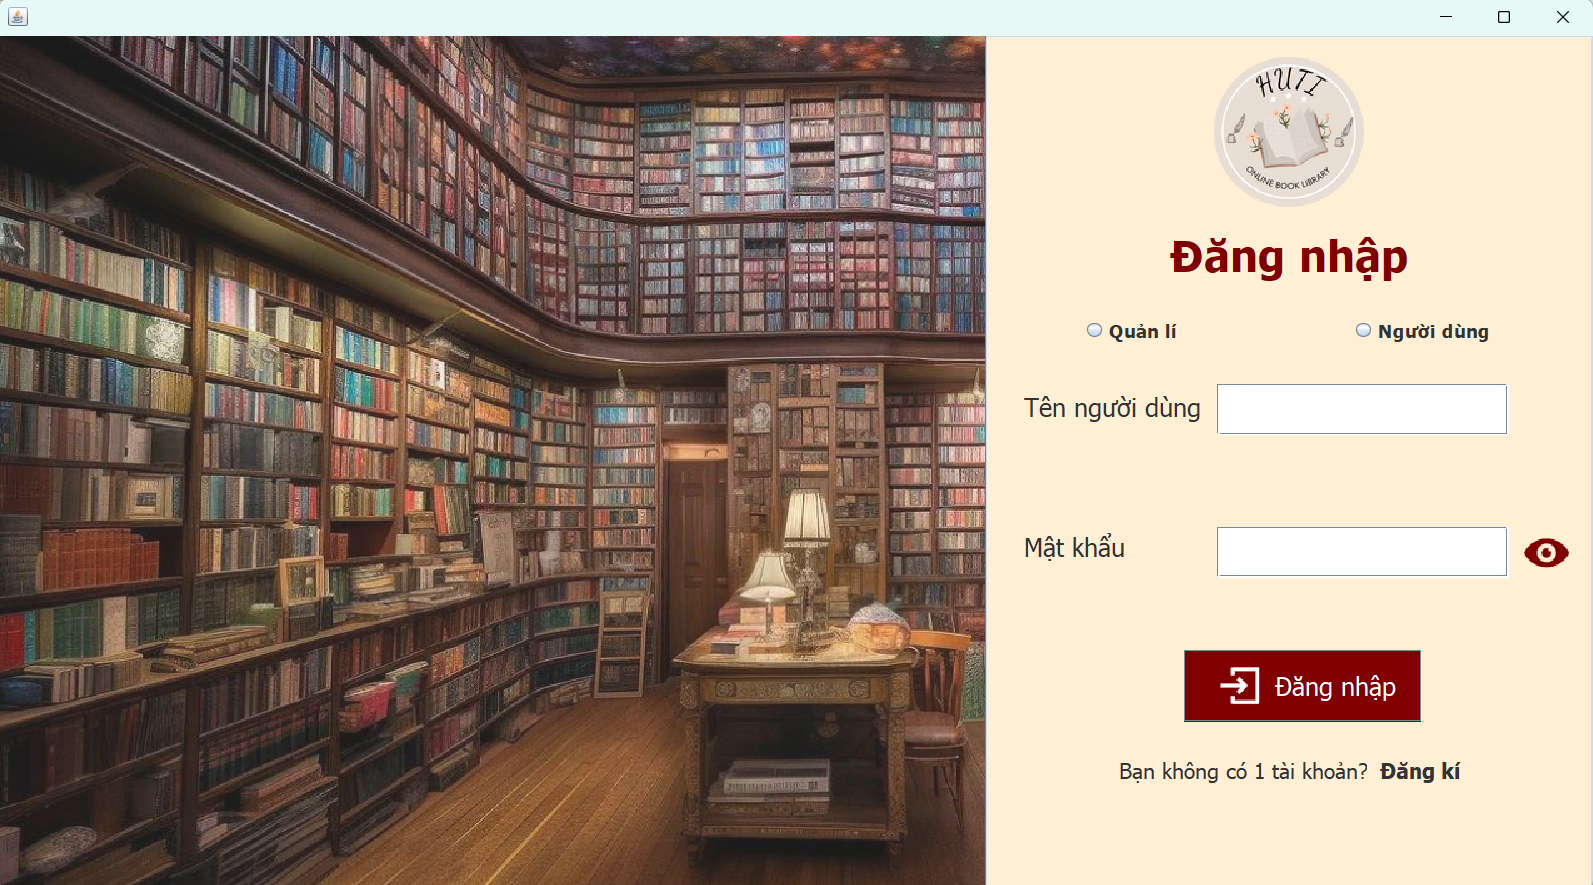 HUTI
ONLINE BOOK LIBRARY
Đăng nhập
Quản lí Người dùng
Tên người dùng
Mật khẩu
Đăng nhập
Bạn không có 1 tài khoản? Đăng kí